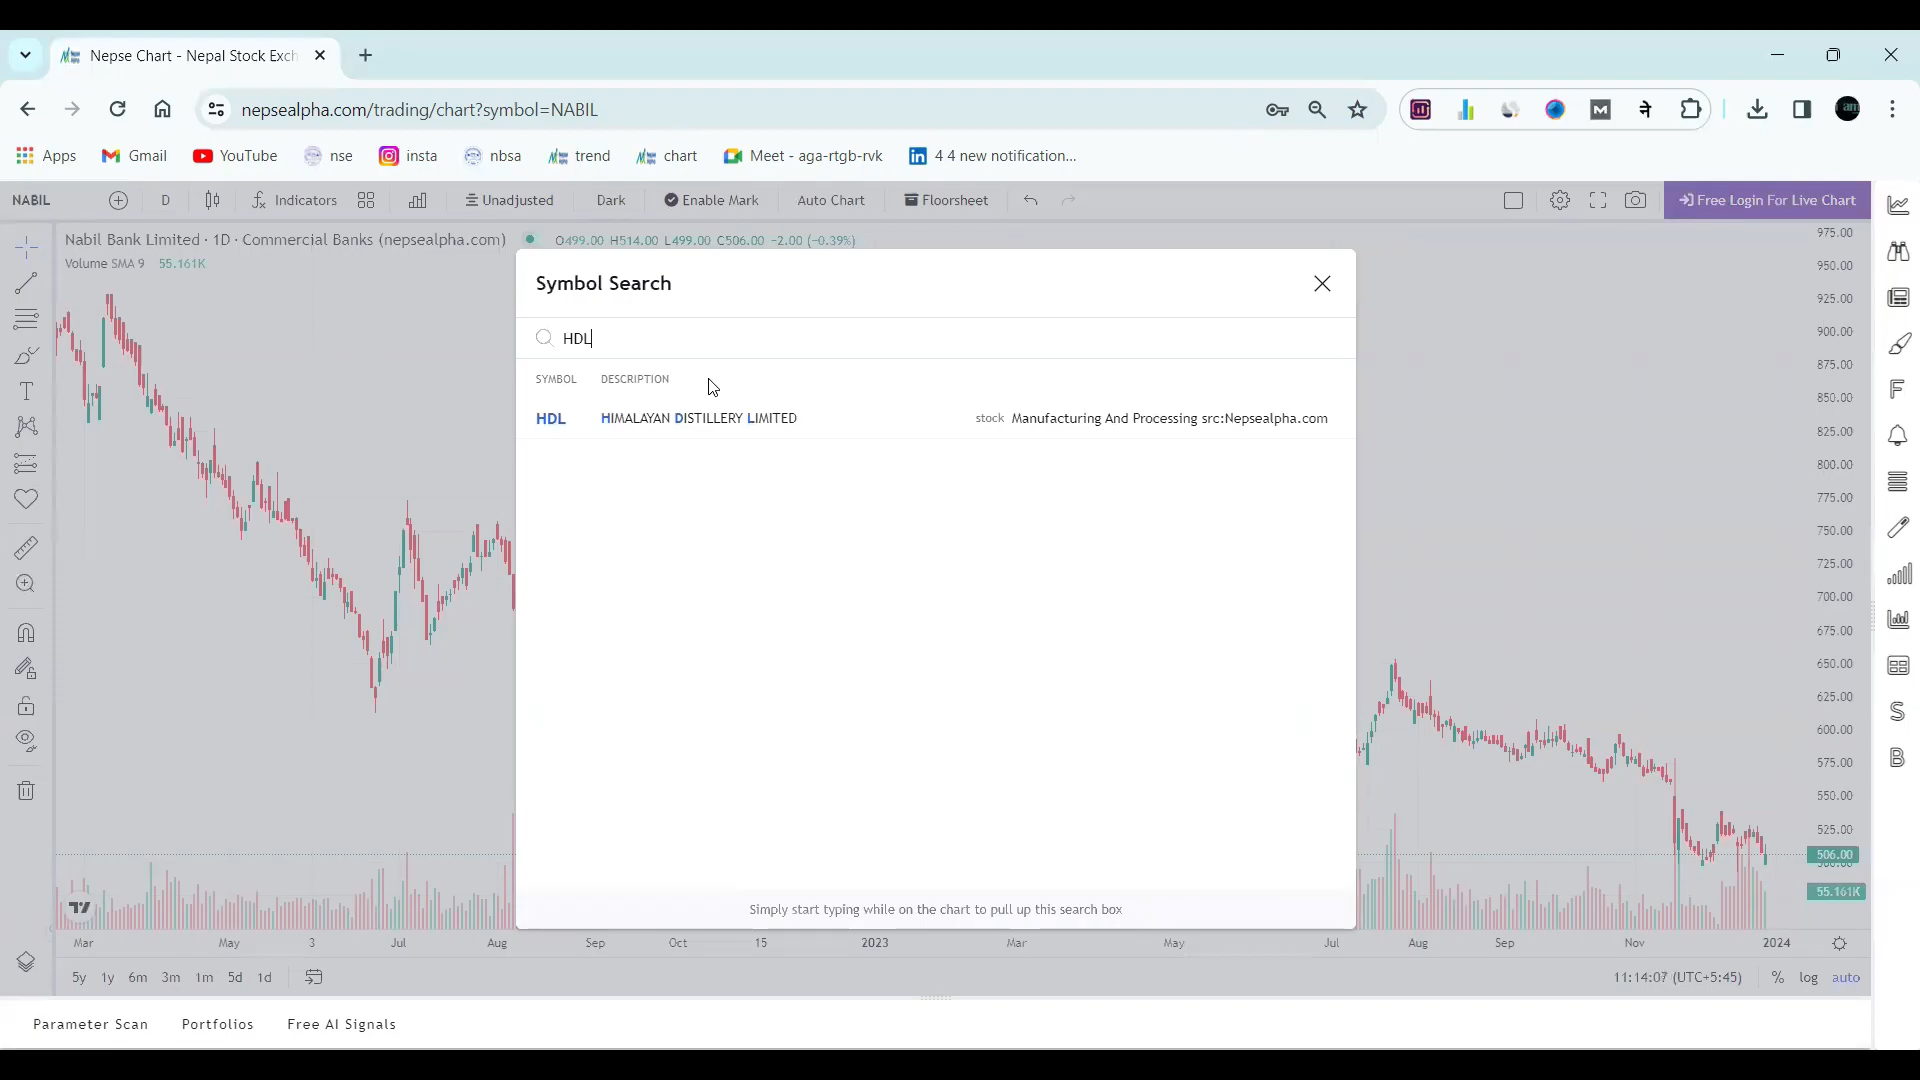 Nepse Chart - Nepal Stock Exch
nepsealpha.com/trading/chart?symbol=NABIL
Apps Gmail YouTube nse insta nbsa trend chart Meet - aga-rtgb-rvk 4 4 new notification...
NABIL D Indicators Unadjusted Dark Enable Mark Auto Chart Floorsheet Free Login For Live Chart
Nabil Bank Limited · 1D · Commercial Banks (nepsealpha.com) O499.00 H514.00 L499.00 C506.00 -2.00 (-0.39%)
Volume SMA 9 55.161K
Symbol Search
HDL
SYMBOL DESCRIPTION
HDL HIMALAYAN DISTILLERY LIMITED stock Manufacturing And Processing src:Nepsealpha.com
Simply start typing while on the chart to pull up this search box
975.00
950.00
925.00
900.00
875.00
850.00
825.00
800.00
775.00
750.00
725.00
700.00
675.00
650.00
625.00
600.00
575.00
550.00
525.00
506.00
55.161K
Mar May 3 Jul Aug Sep Oct 15 2023 Mar May Jul Aug Sep Nov 2024
5y 1y 6m 3m 1m 5d 1d 11:14:07 (UTC+5:45) % log auto
Parameter Scan Portfolios Free AI Signals